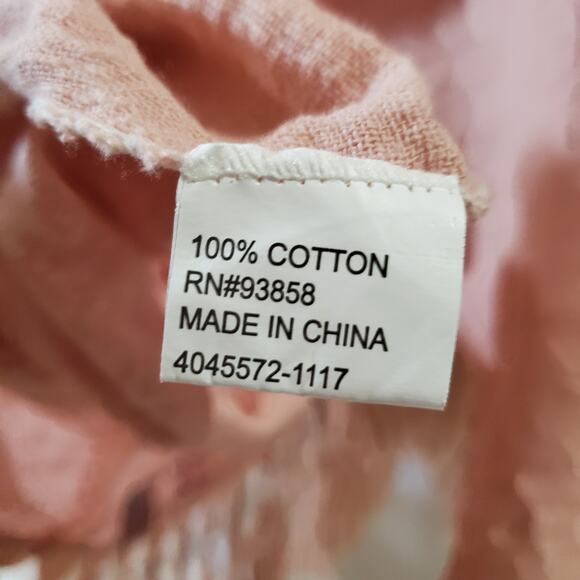 100% COTTON
RN#93858
MADE IN CHINA
4045572-1117